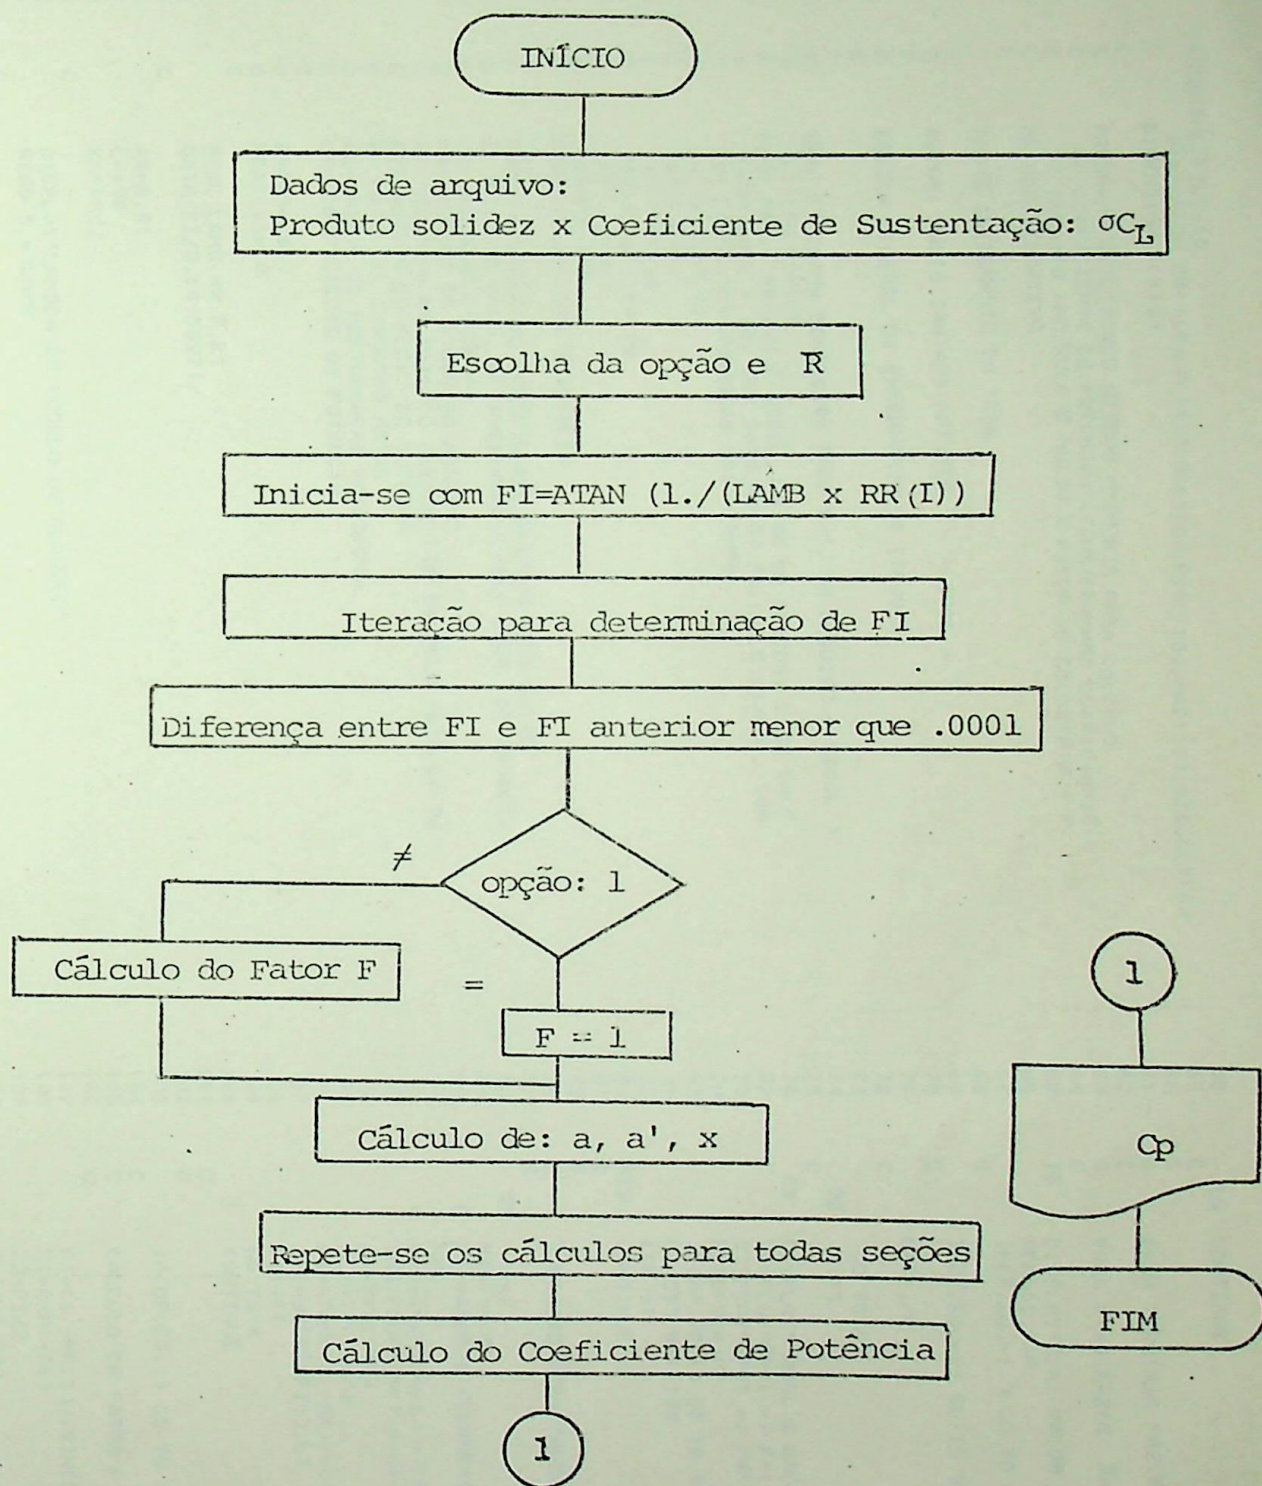 INÍCIO
Dados de arquivo:
Produto solidez x Coeficiente de Sustentação: σC_L
Escolha da opção e R̄
Inicia-se com FI=ATAN (1./(LAMB x RR(I))
Iteração para determinação de FI
Diferença entre FI e FI anterior menor que .0001
≠
opção: 1
Cálculo do Fator F
=
F = 1
Cálculo de: a, a', x
Repete-se os cálculos para todas seções
Cálculo do Coeficiente de Potência
1
1
Cp
FIM